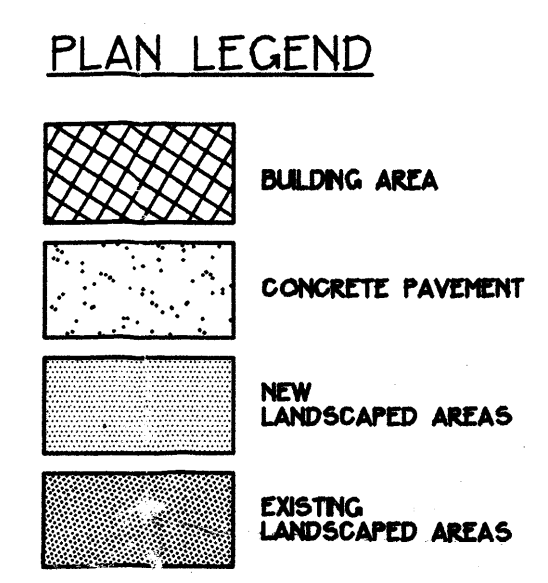 PLAN LEGEND
BUILDING AREA
CONCRETE PAVEMENT
NEW
LANDSCAPED AREAS
EXISTING
LANDSCAPED AREAS